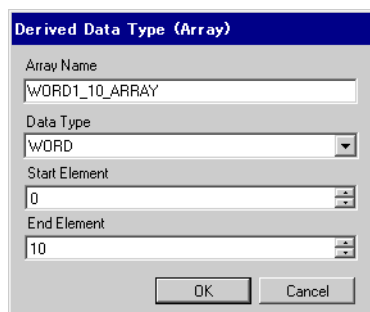 Derived Data Type (Array)
Array Name
WORD1_10_ARRAY
Data Type
WORD
Start Element
0
End Element
10
OK Cancel